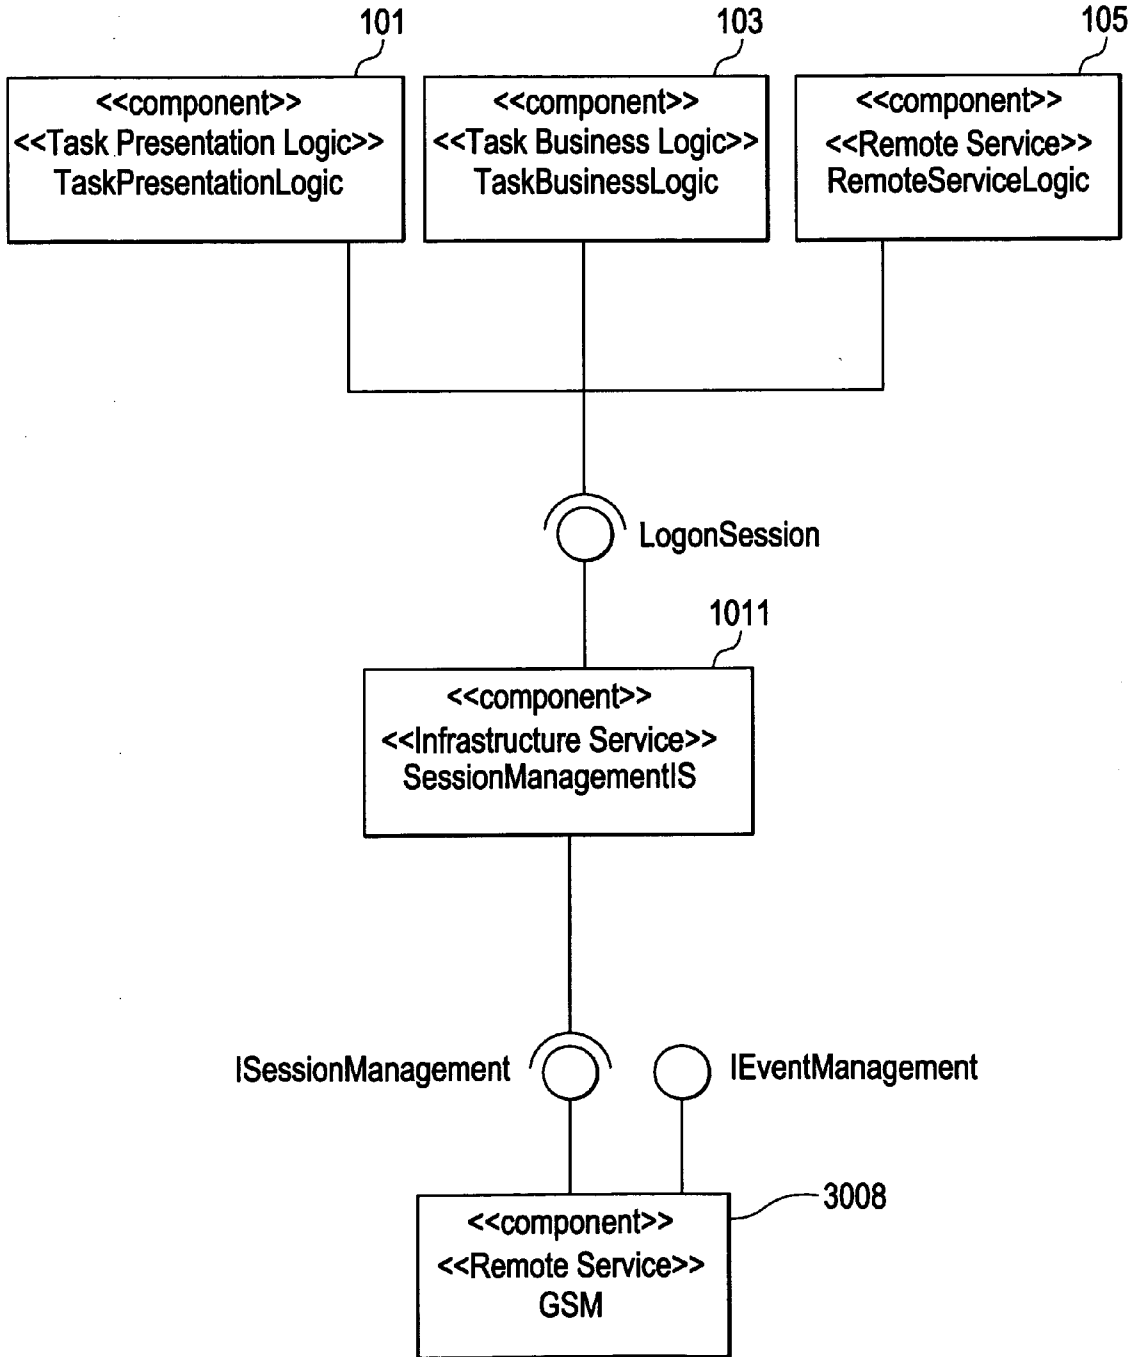 101
103
105
<<component>>
<<Task Presentation Logic>>
TaskPresentationLogic
<<component>>
<<Task Business Logic>>
TaskBusinessLogic
<<component>>
<<Remote Service>>
RemoteServiceLogic
LogonSession
1011
<<component>>
<<Infrastructure Service>>
SessionManagementIS
ISessionManagement
IEventManagement
3008
<<component>>
<<Remote Service>>
GSM